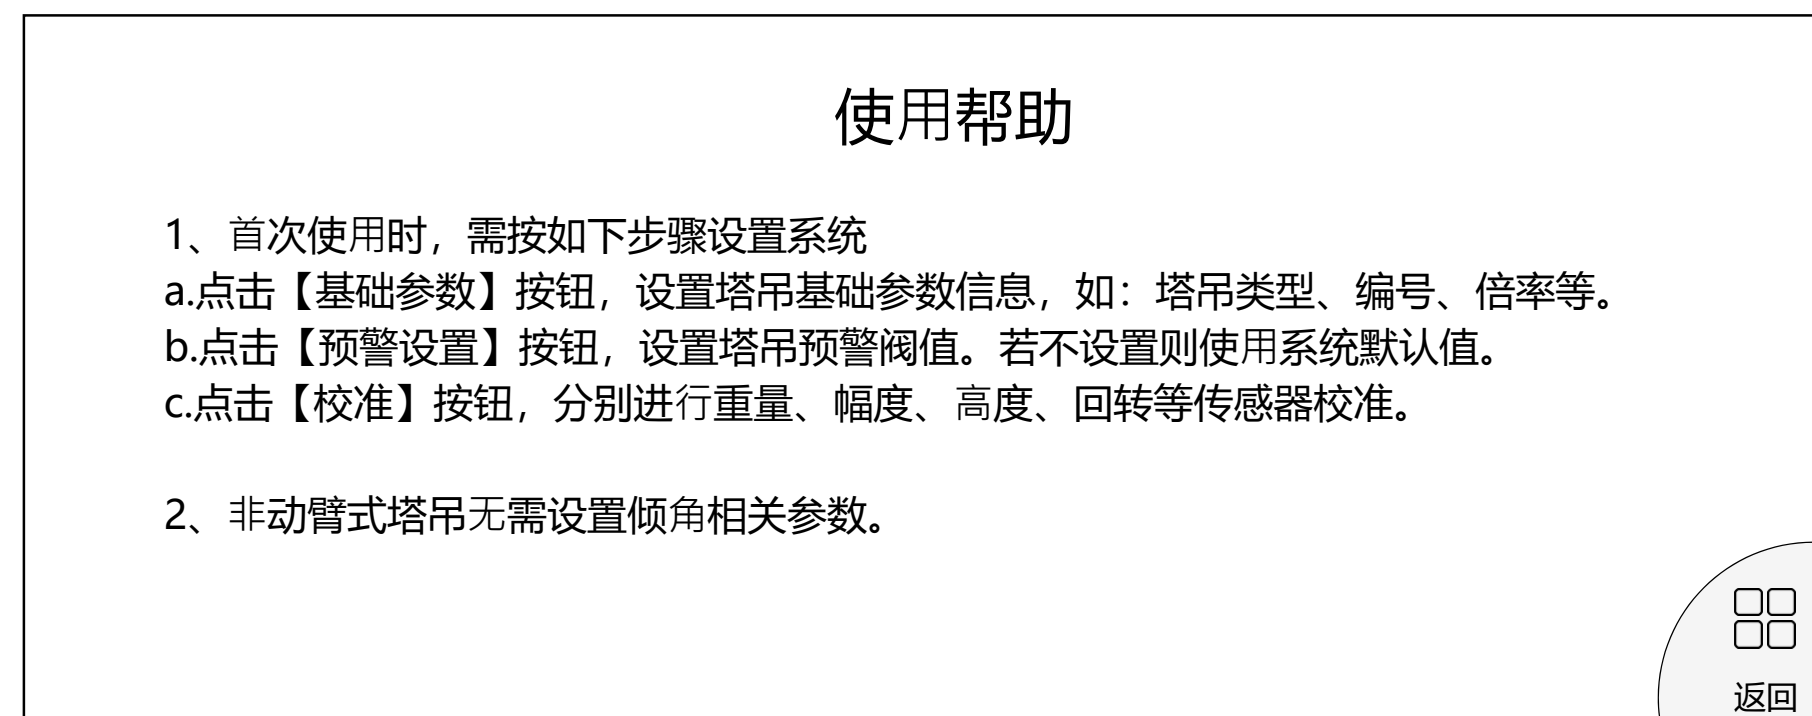 使用帮助
1、首次使用时，需按如下步骤设置系统
a.点击【基础参数】按钮，设置塔吊基础参数信息，如：塔吊类型、编号、倍率等。
b.点击【预警设置】按钮，设置塔吊预警阀值。若不设置则使用系统默认值。
c.点击【校准】按钮，分别进行重量、幅度、高度、回转等传感器校准。
2、非动臂式塔吊无需设置倾角相关参数。
返回